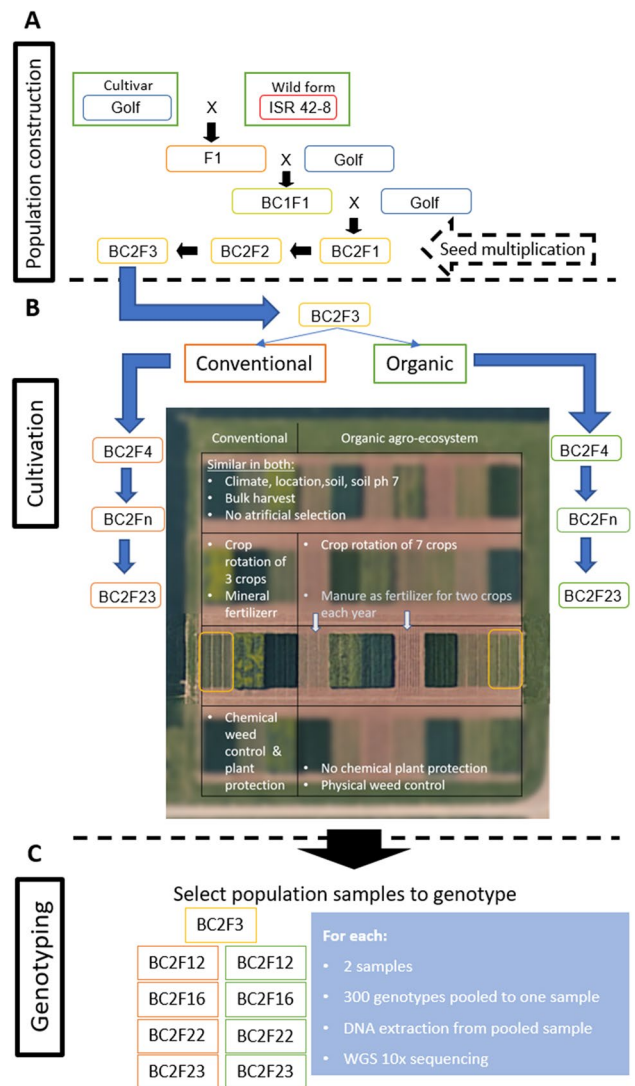 A
Population construction
Cultivar
Golf
X
Wild form
ISR 42-8
F1
X
Golf
BC1F1
X
Golf
BC2F3
BC2F2
BC2F1
Seed multiplication
B
Cultivation
BC2F3
Conventional
Organic
BC2F4
BC2Fn
BC2F23
Conventional
Organic agro-ecosystem
Similar in both:
• Climate, location,soil, soil ph 7
• Bulk harvest
• No atrificial selection
• Crop
rotation of
3 crops
• Mineral
fertilizerr
• Crop rotation of 7 crops
• Manure as fertilizer for two crops
each year
• Chemical
weed
control &
plant
protection
• No chemical plant protection
• Physical weed control
BC2F4
BC2Fn
BC2F23
C
Genotyping
Select population samples to genotype
BC2F3
BC2F12 BC2F12
BC2F16 BC2F16
BC2F22 BC2F22
BC2F23 BC2F23
For each:
• 2 samples
• 300 genotypes pooled to one sample
• DNA extraction from pooled sample
• WGS 10x sequencing